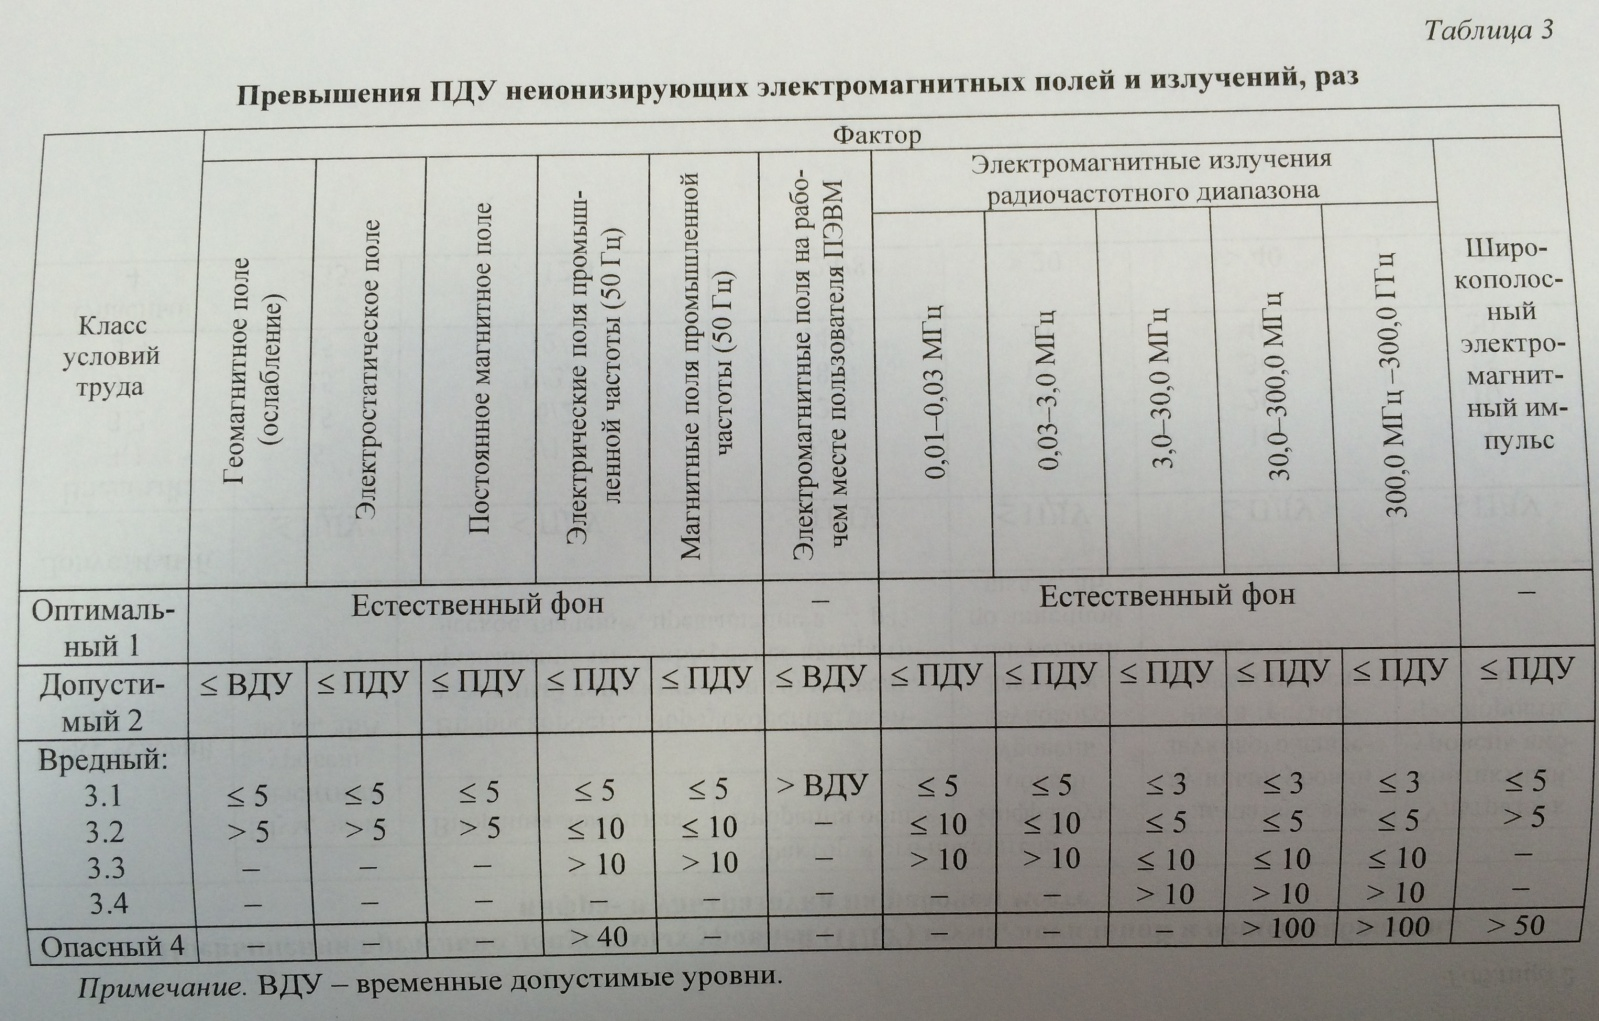 Таблица 3
Превышения ПДУ неионизирующих электромагнитных полей и излучений, раз
Класс
условий
труда
Фактор
Геомагнитное поле
(ослабление)
Электростатическое поле
Постоянное магнитное поле
Электрические поля промыш-
ленной частоты (50 Гц)
Магнитные поля промышленной
частоты (50 Гц)
Электромагнитные поля на рабо-
чем месте пользователя ПЭВМ
Электромагнитные излучения
радиочастотного диапазона
0,01–0,03 МГц
0,03–3,0 МГц
3,0–30,0 МГц
30,0–300,0 МГц
300,0 МГц –300,0 ГГц
Широ-
кополос-
ный
электро-
магнит-
ный им-
пульс
Оптималь-
ный 1
Естественный фон
–
Естественный фон
–
Допусти-
мый 2
≤ ВДУ ≤ ПДУ ≤ ПДУ ≤ ПДУ ≤ ПДУ ≤ ВДУ ≤ ПДУ ≤ ПДУ ≤ ПДУ ≤ ПДУ ≤ ПДУ ≤ ПДУ
Вредный:
3.1 ≤ 5 ≤ 5 ≤ 5 ≤ 5 ≤ 5 > ВДУ ≤ 5 ≤ 5 ≤ 3 ≤ 3 ≤ 3 ≤ 5
3.2 > 5 > 5 > 5 ≤ 10 ≤ 10 – ≤ 10 ≤ 10 ≤ 5 ≤ 5 ≤ 5 > 5
3.3 – – – > 10 > 10 – > 10 > 10 ≤ 10 ≤ 10 ≤ 10 –
3.4 – – – – – – – – > 10 > 10 > 10 –
Опасный 4 – – – > 40 – – – – – > 100 > 100 > 50
Примечание. ВДУ – временные допустимые уровни.